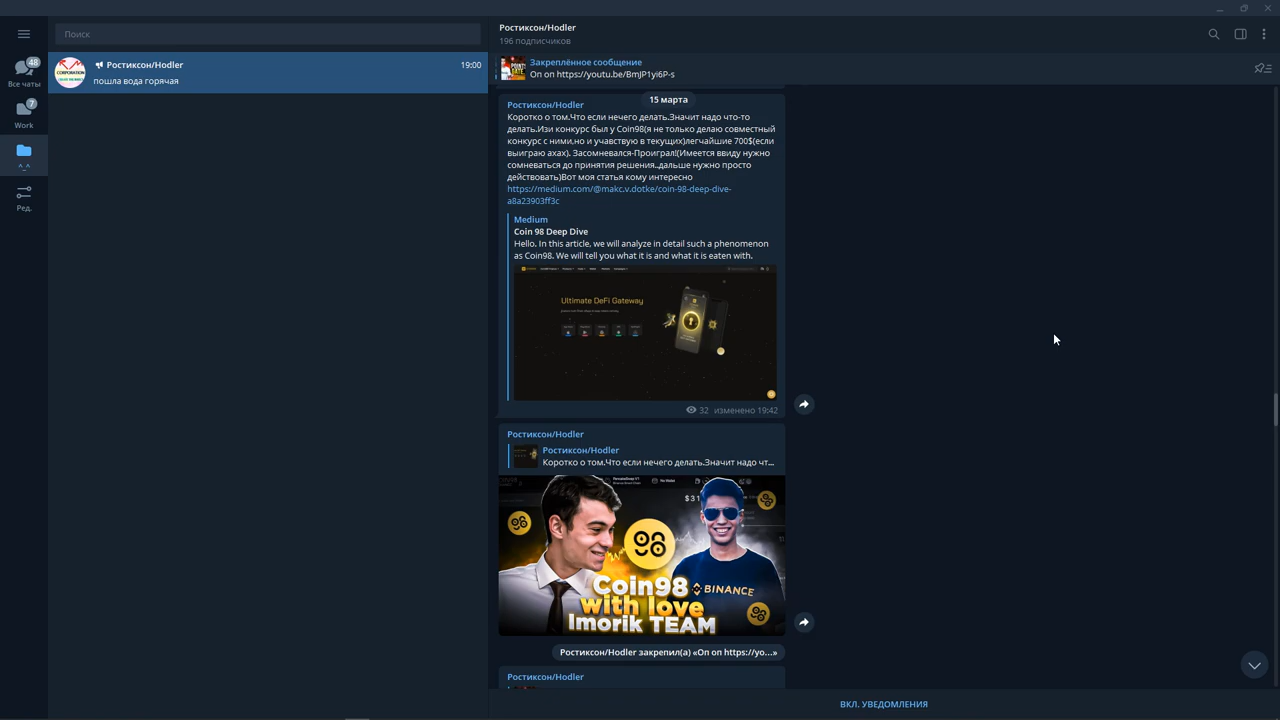 Поиск
48
Все чаты
7
Work
^_^
Ред.
CORPORATION
Ростиксон/Hodler
19:00
пошла вода горячая
Ростиксон/Hodler
196 подписчиков
Закреплённое сообщение
Оп оп https://youtu.be/BmJP1yi6P-s
15 марта
Ростиксон/Hodler
Коротко о том.Что если нечего делать.Значит надо что-то
делать.Изи конкурс был у Coin98(я не только делаю совместный
конкурс с ними,но и учавствую в текущих)легчайшие 700$(если
выиграю ахах). Засомневался-Проиграл!(Имеется ввиду нужно
сомневаться до принятия решения..дальше нужно просто
действовать)Вот моя статья кому интересно
https://medium.com/@makc.v.dotke/coin-98-deep-dive-
a8a23903ff3c
Medium
Coin 98 Deep Dive
Hello. In this article, we will analyze in detail such a phenomenon
as Coin98. We will tell you what it is and what it is eaten with.
Ultimate DeFi Gateway
32 изменено 19:42
Ростиксон/Hodler
Ростиксон/Hodler
Коротко о том.Что если нечего делать.Значит надо чт...
$31
98
BINANCE
Coin98
with love
Imorik TEAM
Ростиксон/Hodler закрепил(а) «Оп оп https://yo...»
Ростиксон/Hodler
ВКЛ. УВЕДОМЛЕНИЯ